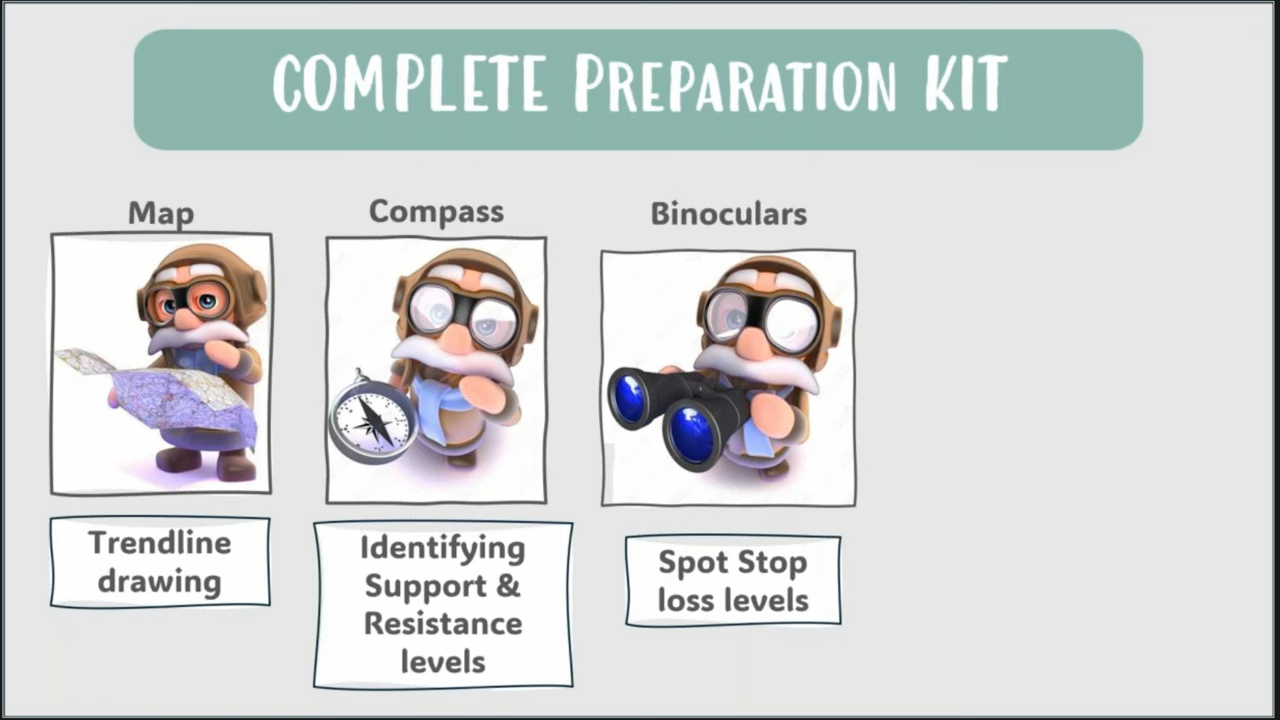 COMPLETE PREPARATION KIT
Map
Compass
Binoculars
Trendline
drawing
Identifying
Support &
Resistance
levels
Spot Stop
loss levels